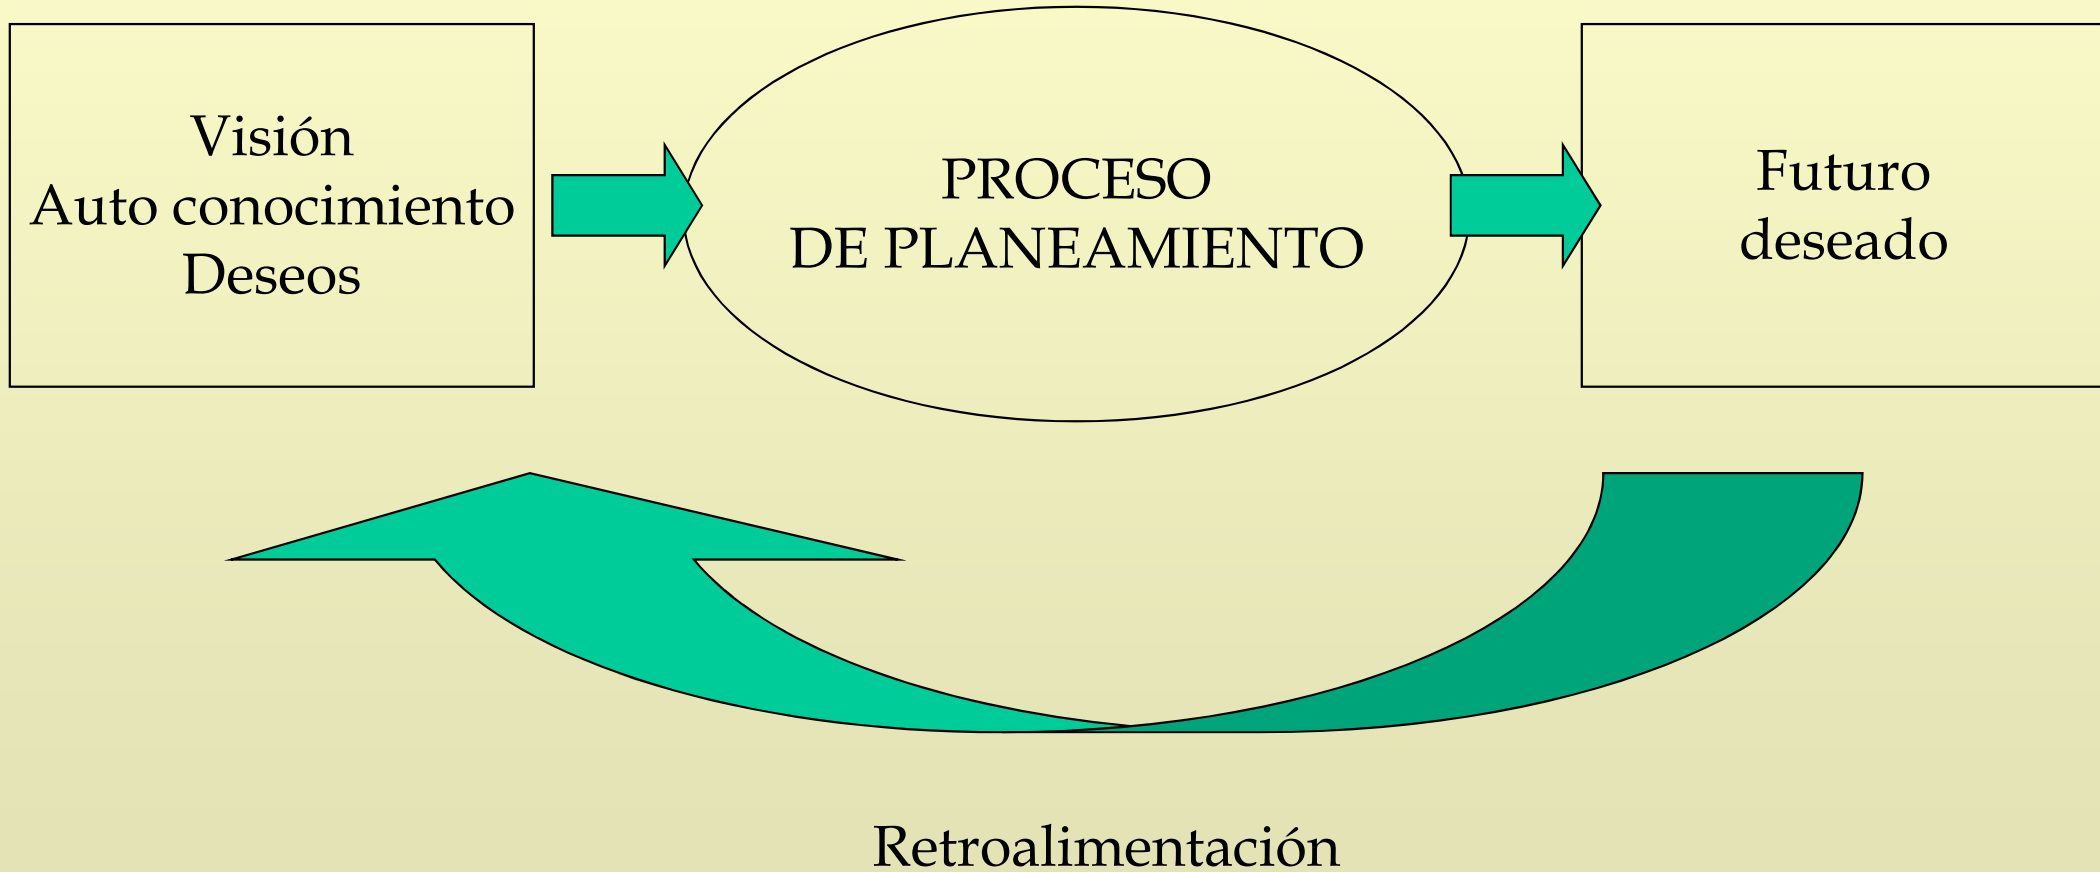 Visión
Auto conocimiento
Deseos
PROCESO
DE PLANEAMIENTO
Futuro
deseado
Retroalimentación